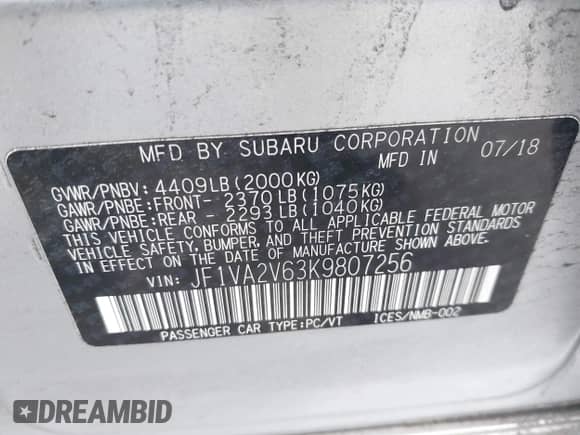 MFD BY SUBARU CORPORATION
MFD IN 07/18
GVWR/PNBV: 4409LB(2000KG)
GAWR/PNBE:FRONT- 2370LB(1075KG)
GAWR/PNBE:REAR - 2293LB(1040KG)
THIS VEHICLE CONFORMS TO ALL APPLICABLE FEDERAL MOTOR
VEHICLE SAFETY, BUMPER, AND THEFT PREVENTION STANDARDS
IN EFFECT ON THE DATE OF MANUFACTURE SHOWN ABOVE.
VIN: JF1VA2V63K9807256
PASSENGER CAR TYPE:PC/VT ICES/NMB-002
DREAMBID